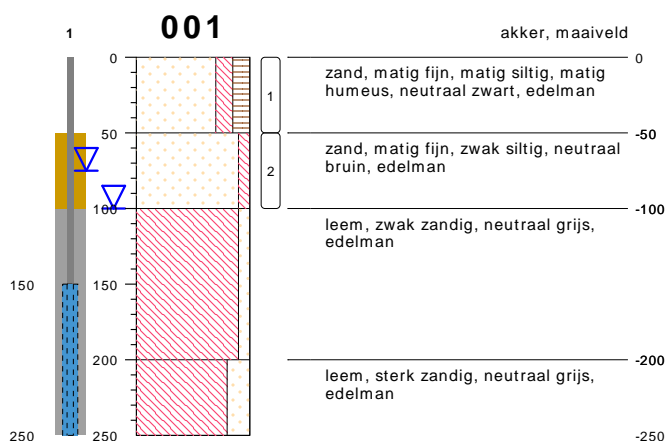 1
001
akker, maaiveld
0
0
zand, matig fijn, matig siltig, matig
humeus, neutraal zwart, edelman
1
50
-50
zand, matig fijn, zwak siltig, neutraal
bruin, edelman
2
100
-100
leem, zwak zandig, neutraal grijs,
edelman
150
150
200
-200
leem, sterk zandig, neutraal grijs,
edelman
250
250
-250